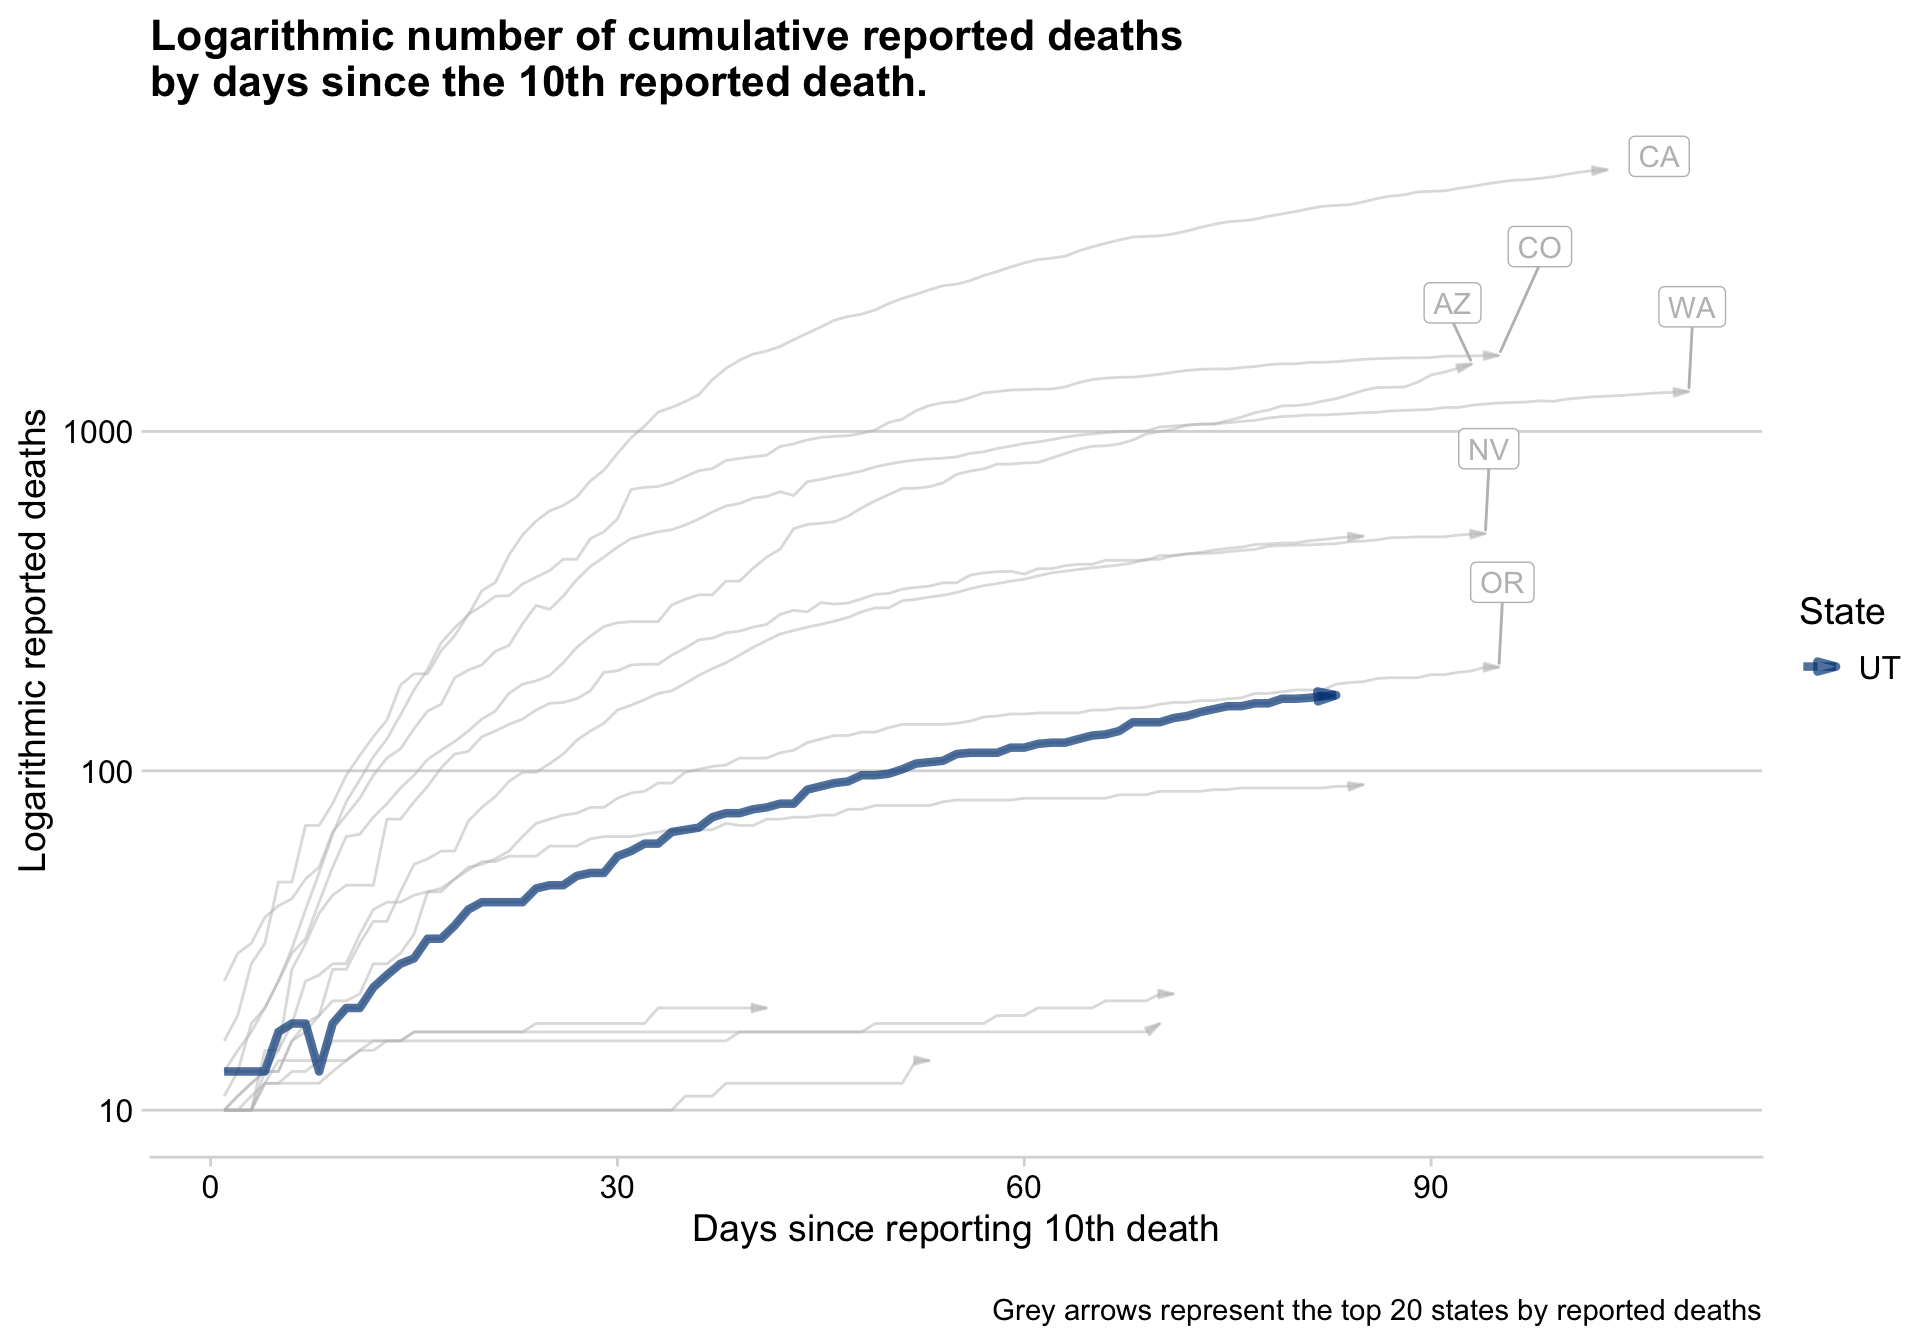 Logarithmic number of cumulative reported deaths
by days since the 10th reported death.
CA
CO
AZ
WA
NV
OR
1000
100
10
Logarithmic reported deaths
State
UT
0
30
60
90
Days since reporting 10th death
Grey arrows represent the top 20 states by reported deaths